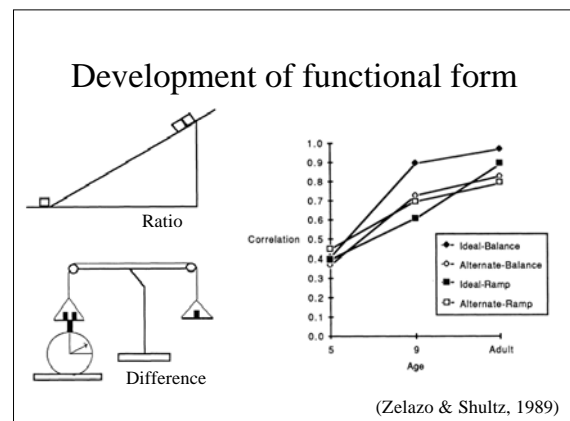 Development of functional form
Ratio
Difference
Correlation
1.0
0.9
0.8
0.7
0.6
0.5
0.4
0.3
0.2
0.1
0.0
5
9
Adult
Age
Ideal-Balance
Alternate-Balance
Ideal-Ramp
Alternate-Ramp
(Zelazo & Shultz, 1989)